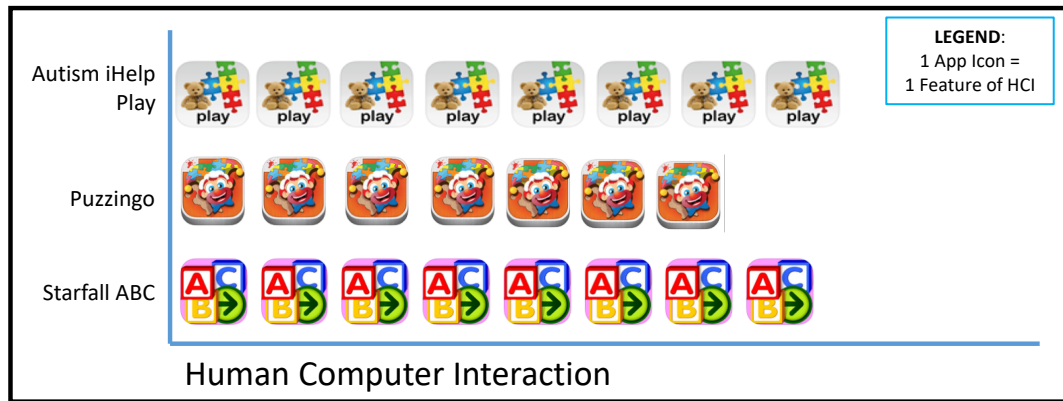 LEGEND:
1 App Icon =
1 Feature of HCI
Autism iHelp
Play
play play play play play play play play
Puzzingo
Starfall ABC
A C B A C B A C B A C B A C B A C B A C B A C B
Human Computer Interaction